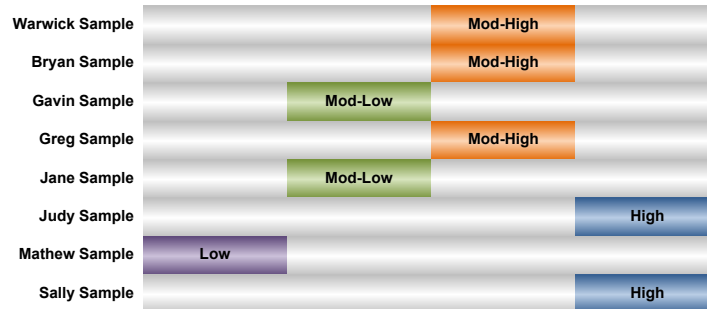 Warwick Sample Mod-High
Bryan Sample Mod-High
Gavin Sample Mod-Low
Greg Sample Mod-High
Jane Sample Mod-Low
Judy Sample High
Mathew Sample Low
Sally Sample High